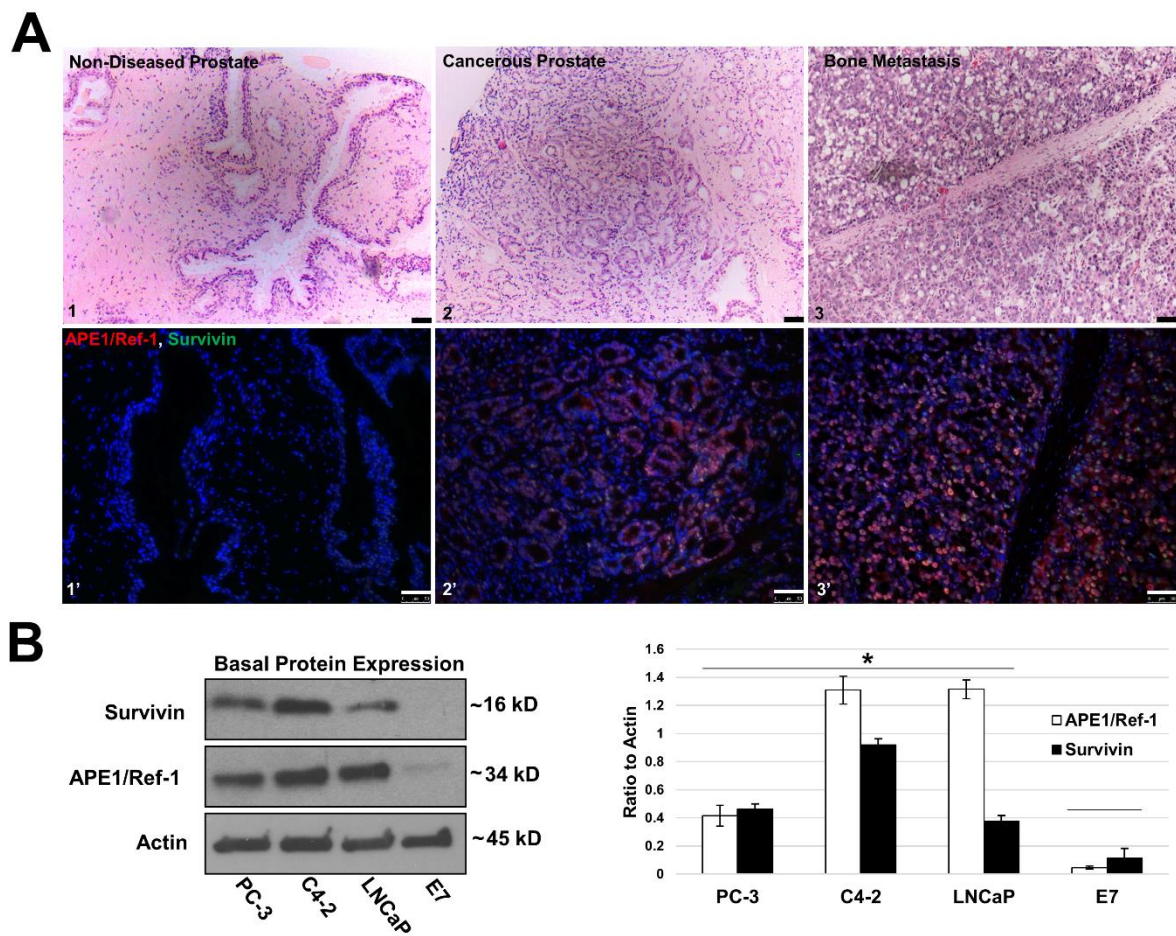 A
Non-Diseased Prostate
Cancerous Prostate
Bone Metastasis
1
2
3
APE1/Ref-1, Survivin
1’
2’
3’
B
Basal Protein Expression
Survivin
~16 kD
APE1/Ref-1
~34 kD
Actin
~45 kD
PC-3
C4-2
LNCaP
E7
Ratio to Actin
1.6
1.4
1.2
1
0.8
0.6
0.4
0.2
0
*
APE1/Ref-1
Survivin
PC-3
C4-2
LNCaP
E7